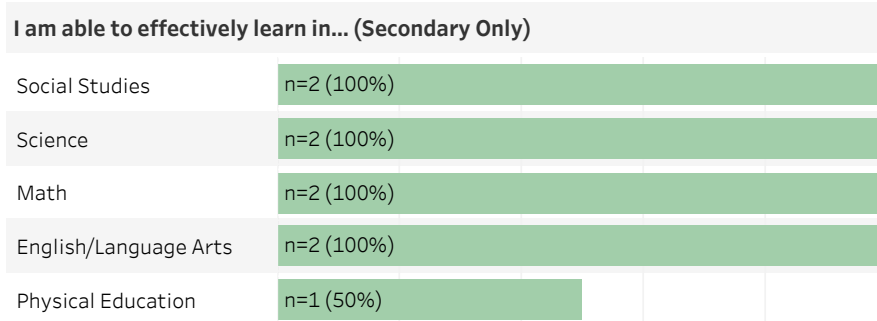 I am able to effectively learn in... (Secondary Only)
Social Studies n=2 (100%)
Science n=2 (100%)
Math n=2 (100%)
English/Language Arts n=2 (100%)
Physical Education n=1 (50%)